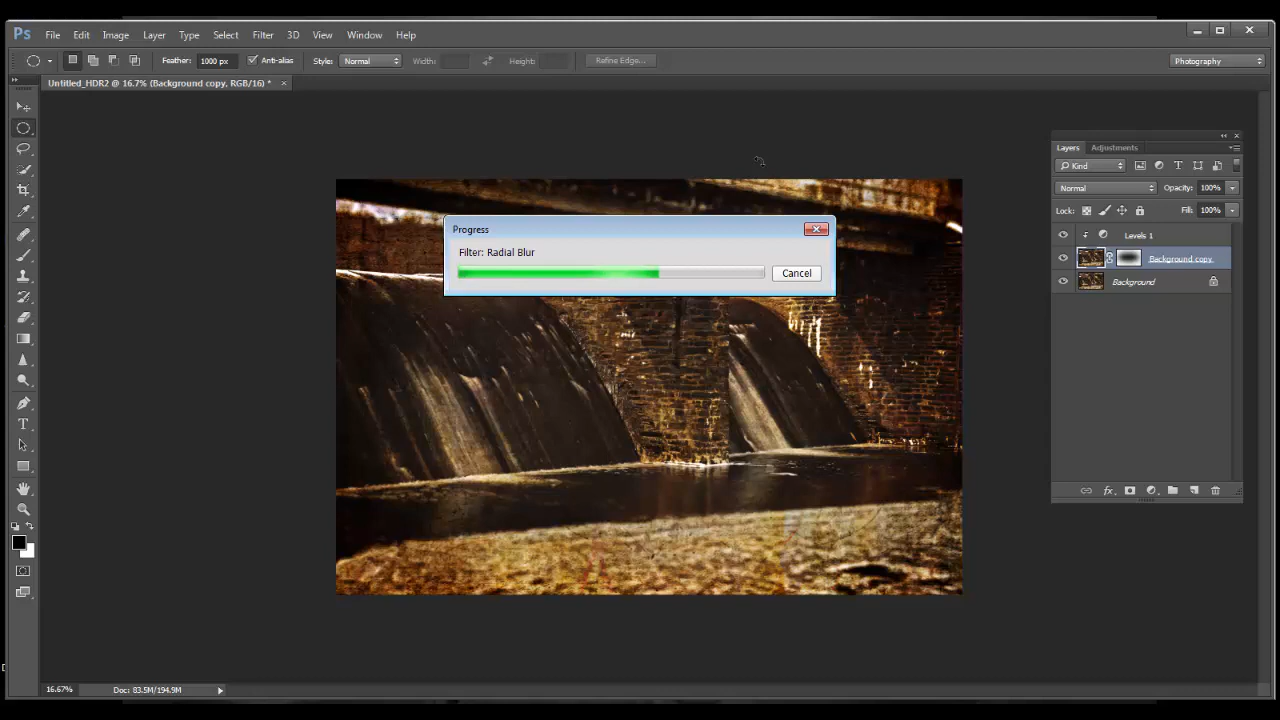 Ps File Edit Image Layer Type Select Filter 3D View Window Help
Feather: 1000 px Anti-alias Style: Normal Width: Height: Refine Edge... Photography
Untitled_HDR2 @ 16.7% (Background copy, RGB/16) * ×
Progress
Filter: Radial Blur
Cancel
Layers Adjustments
Kind
Normal Opacity: 100%
Lock: Fill: 100%
Levels 1
Background copy
Background
16.67% Doc: 83.5M/194.9M